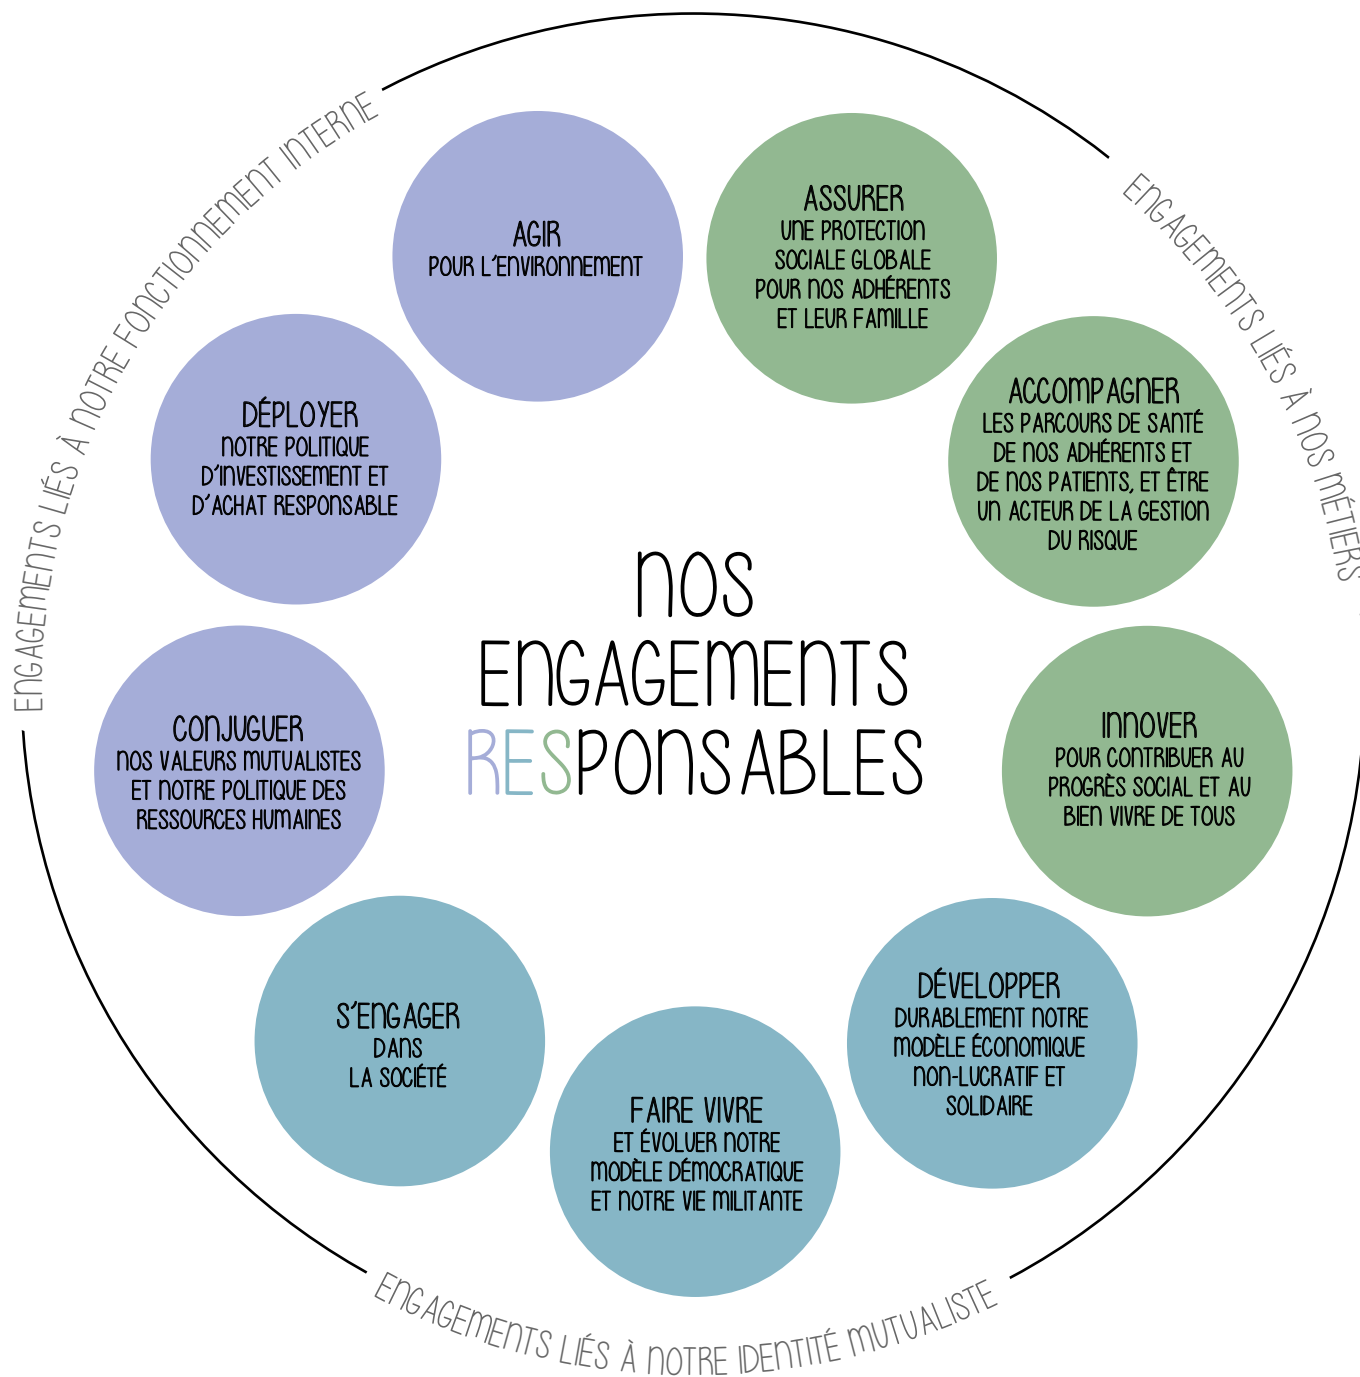 ENGAGEMENTS LIÉS À NOTRE FONCTIONNEMENT INTERNE
AGIR
POUR L'ENVIRONNEMENT
DÉPLOYER
NOTRE POLITIQUE
D'INVESTISSEMENT ET
D'ACHAT RESPONSABLE
CONJUGUER
NOS VALEURS MUTUALISTES
ET NOTRE POLITIQUE DES
RESSOURCES HUMAINES
ENGAGEMENTS LIÉS À NOS MÉTIERS
ASSURER
UNE PROTECTION
SOCIALE GLOBALE
POUR NOS ADHÉRENTS
ET LEUR FAMILLE
ACCOMPAGNER
LES PARCOURS DE SANTÉ
DE NOS ADHÉRENTS ET
DE NOS PATIENTS, ET ÊTRE
UN ACTEUR DE LA GESTION
DU RISQUE
INNOVER
POUR CONTRIBUER AU
PROGRÈS SOCIAL ET AU
BIEN VIVRE DE TOUS
NOS
ENGAGEMENTS
RESPONSABLES
S'ENGAGER
DANS
LA SOCIÉTÉ
FAIRE VIVRE
ET ÉVOLUER NOTRE
MODÈLE DÉMOCRATIQUE
ET NOTRE VIE MILITANTE
DÉVELOPPER
DURABLEMENT NOTRE
MODÈLE ÉCONOMIQUE
NON-LUCRATIF ET
SOLIDAIRE
ENGAGEMENTS LIÉS À NOTRE IDENTITÉ MUTUALISTE